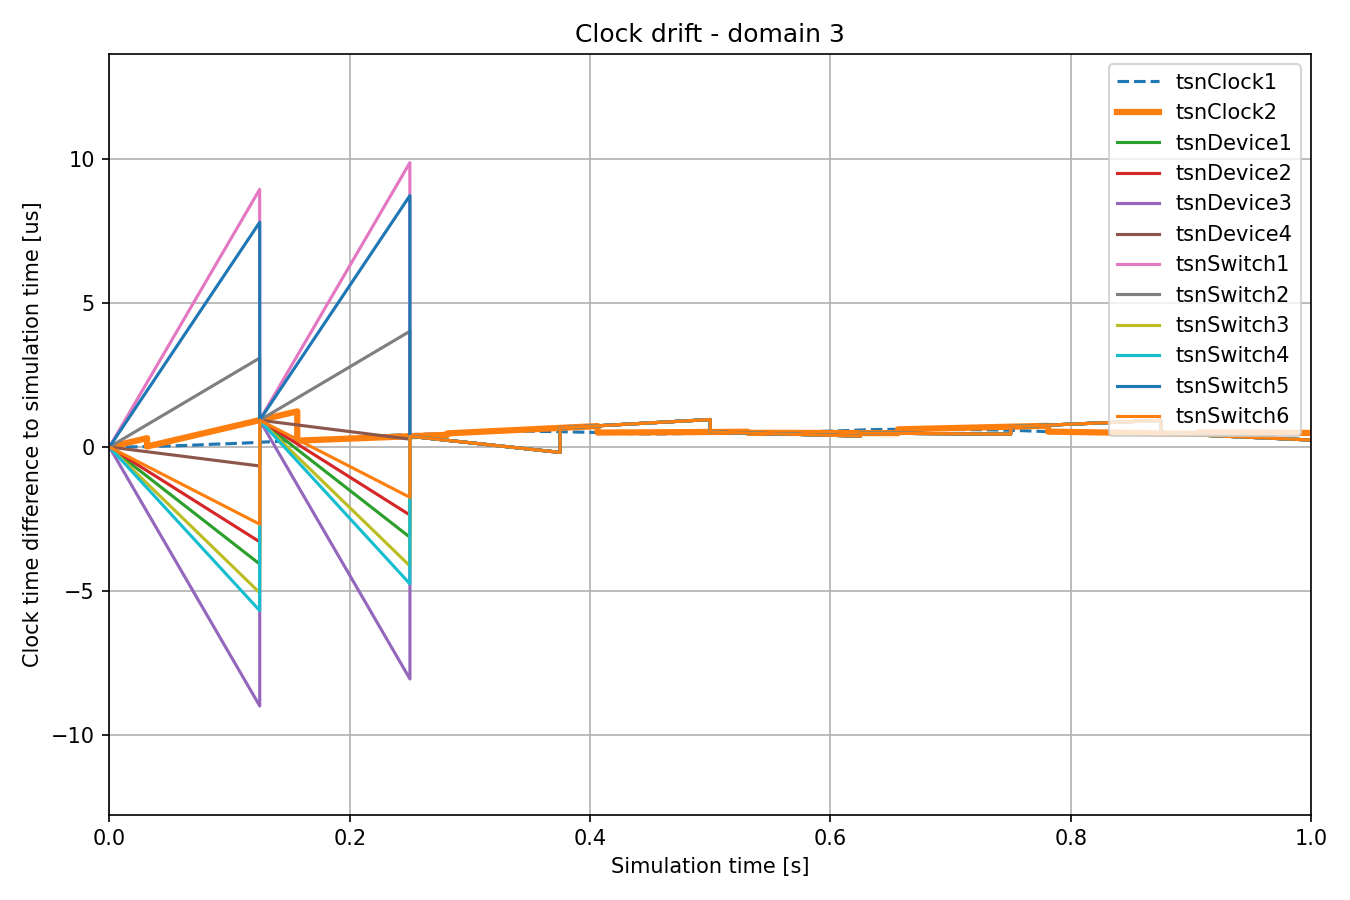 Clock drift - domain 3
Clock time difference to simulation time [us]
10
5
0
−5
−10
tsnClock1
tsnClock2
tsnDevice1
tsnDevice2
tsnDevice3
tsnDevice4
tsnSwitch1
tsnSwitch2
tsnSwitch3
tsnSwitch4
tsnSwitch5
tsnSwitch6
0.0 0.2 0.4 0.6 0.8 1.0
Simulation time [s]